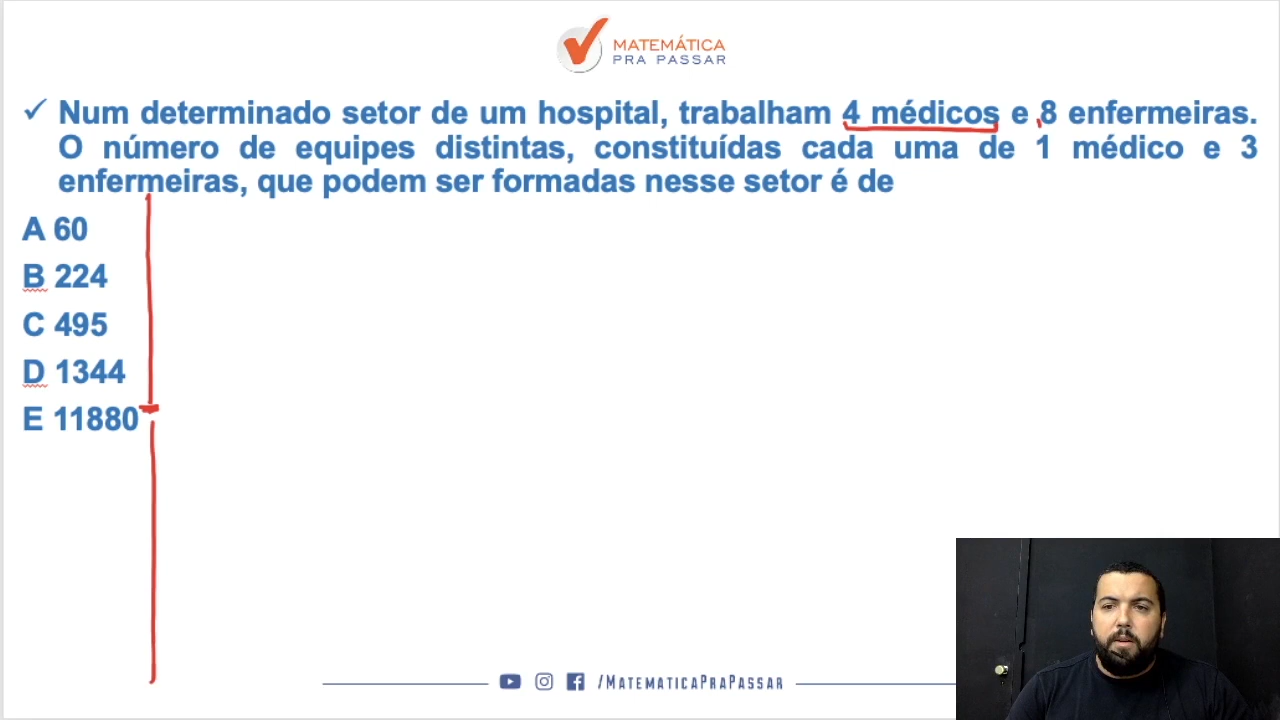 MATEMÁTICA
PRA PASSAR
✓ Num determinado setor de um hospital, trabalham 4 médicos e 8 enfermeiras.
O número de equipes distintas, constituídas cada uma de 1 médico e 3
enfermeiras, que podem ser formadas nesse setor é de
A 60
B 224
C 495
D 1344
E 11880
/MATEMATICAPRAPASSAR